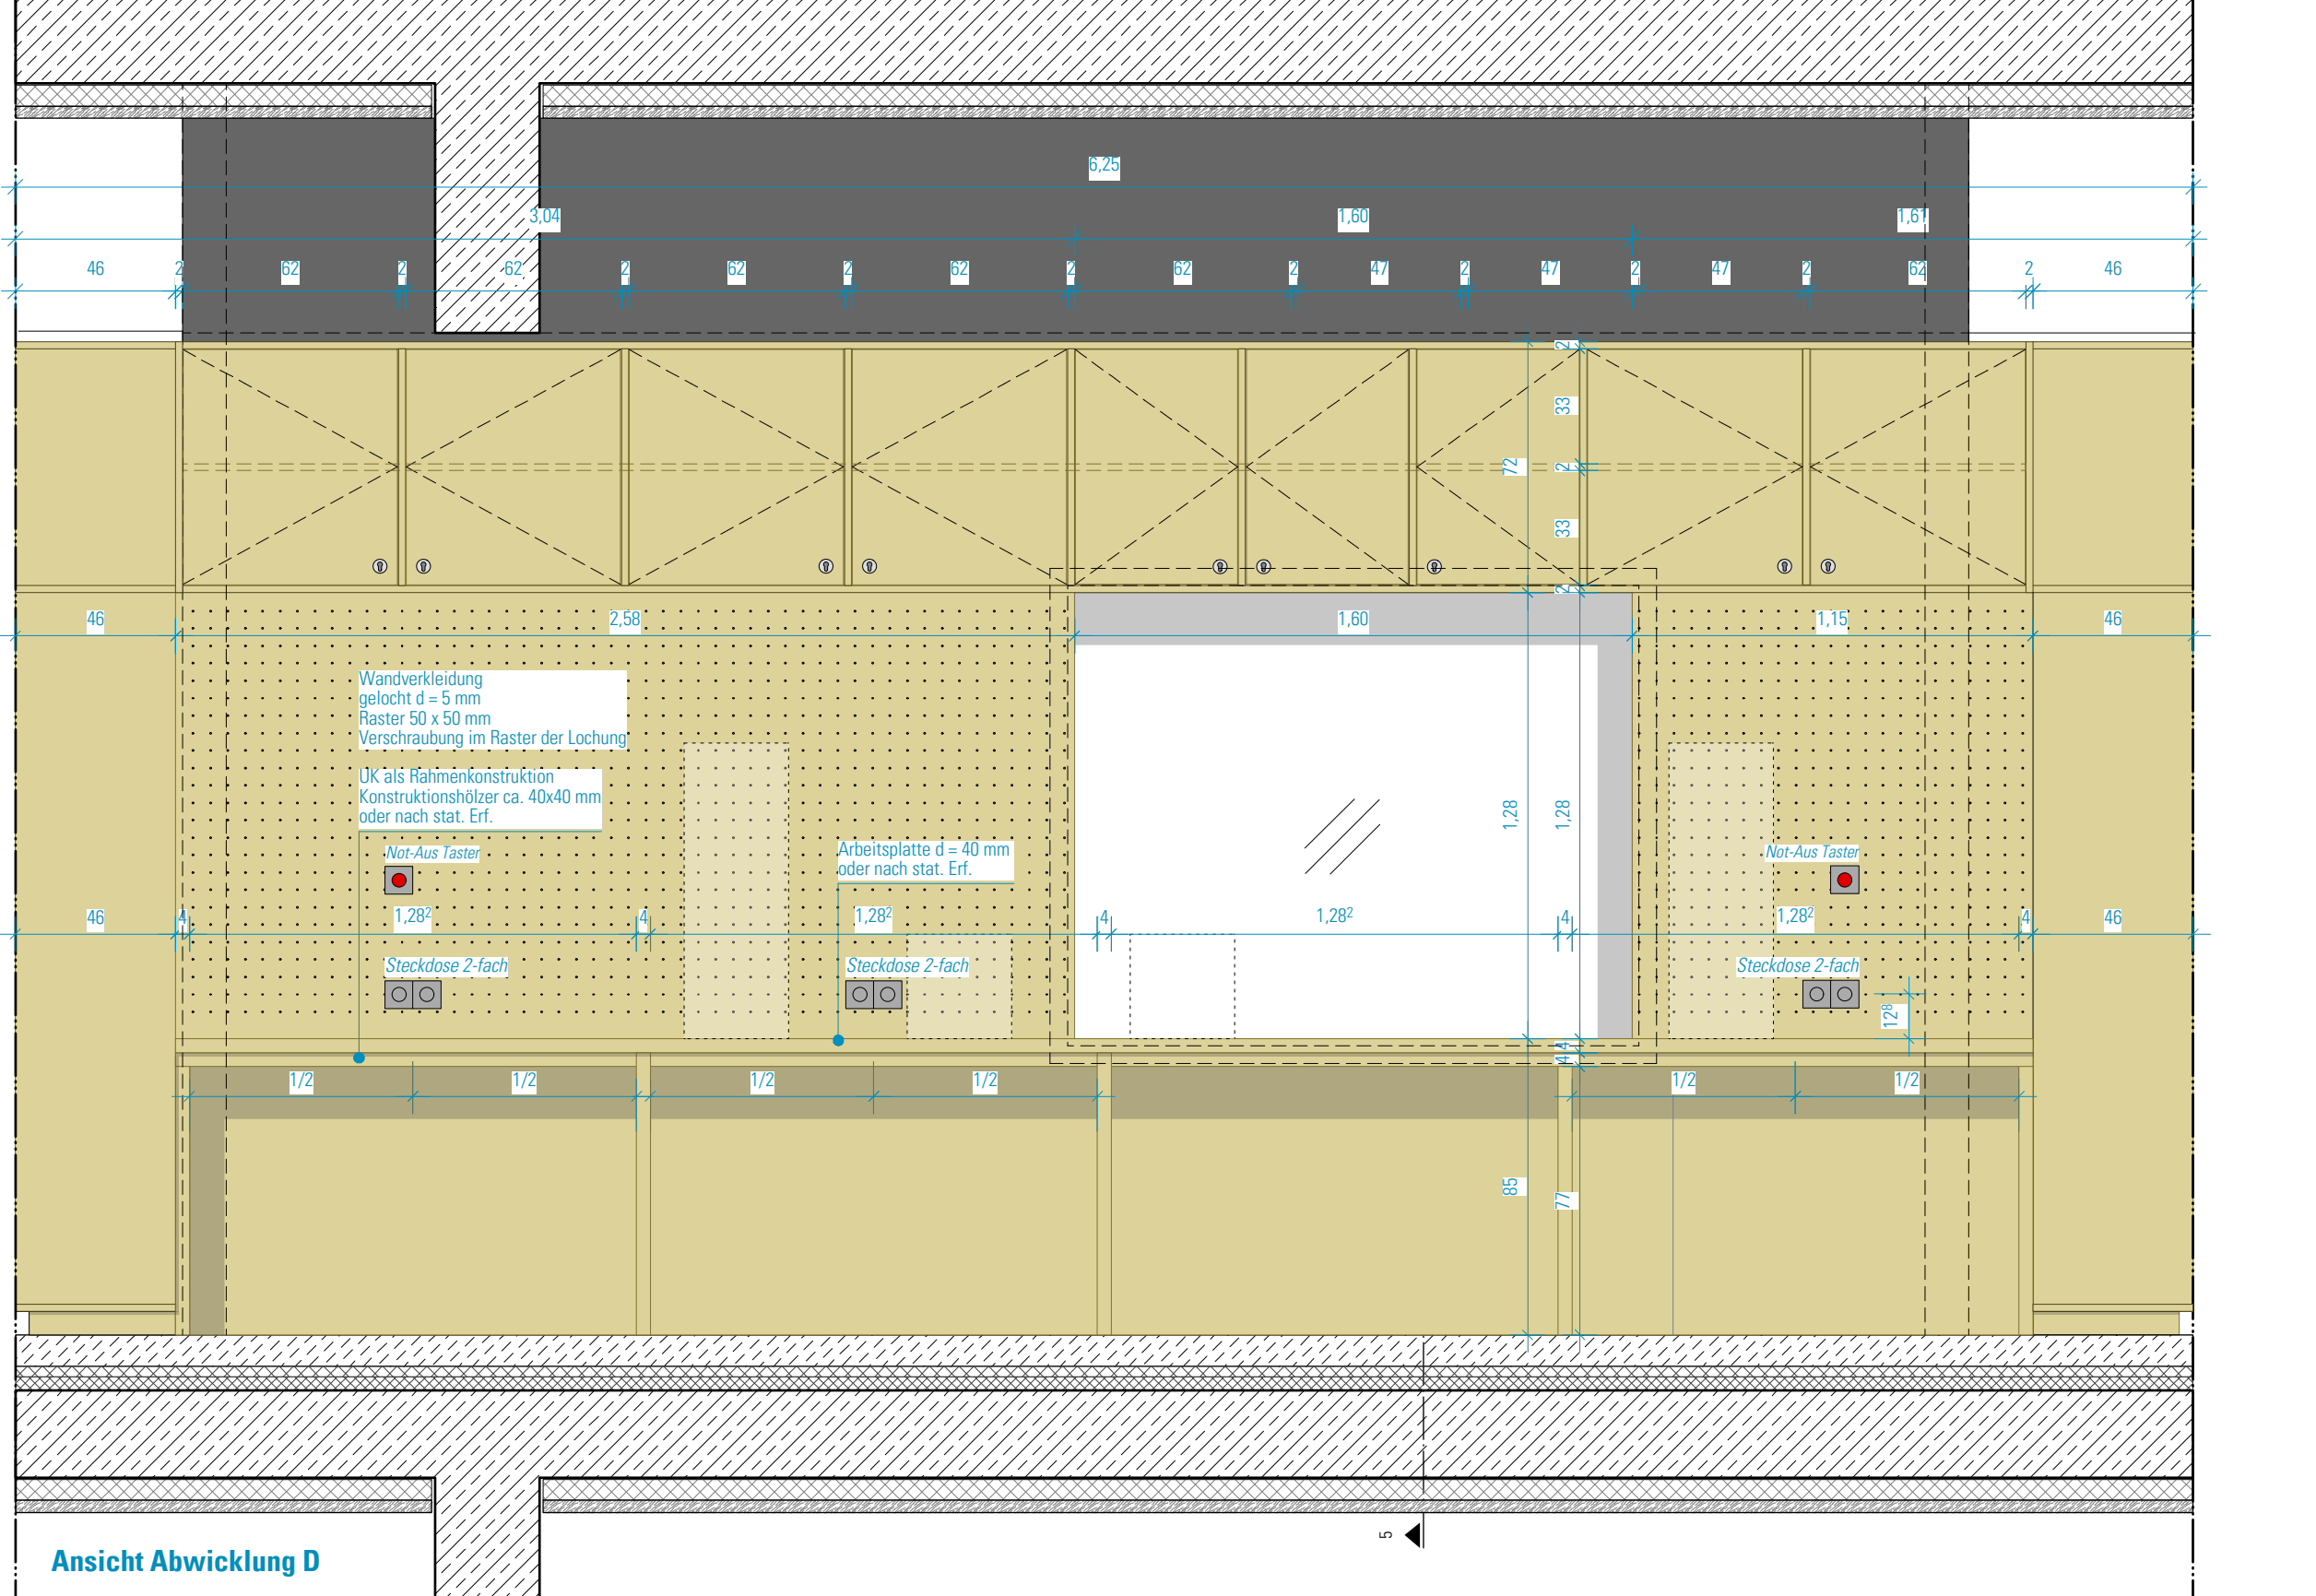 6,25
3,04 1,60 1,61
46 2 62 2 62 2 62 2 62 2 62 2 47 2 47 2 47 2 62 2 46
2
33
72 2
33
2
46 2,58 1,60 1,15 46
Wandverkleidung
gelocht d = 5 mm
Raster 50 x 50 mm
Verschraubung im Raster der Lochung
UK als Rahmenkonstruktion
Konstruktionshölzer ca. 40x40 mm
oder nach stat. Erf.
1,28 1,28
Arbeitsplatte d = 40 mm
oder nach stat. Erf.
Not-Aus Taster
Not-Aus Taster
46 4 1,28² 4 1,28² 4 1,28² 4 1,28² 4 46
Steckdose 2-fach Steckdose 2-fach Steckdose 2-fach
12⁸
4 4
1/2 1/2 1/2 1/2 1/2 1/2
85 77
5
Ansicht Abwicklung D